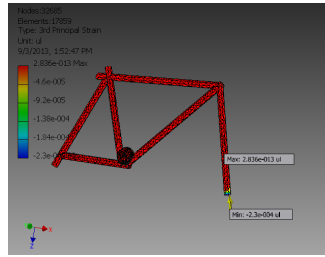 Nodes:32685
Elements:17859
Type: 3rd Principal Strain
Unit: ul
9/3/2013, 1:52:47 PM
2.836e-013 Max
-4.6e-005
-9.2e-005
-1.38e-004
-1.84e-004
-2.3e-0
Max: 2.836e-013 ul
Min: -2.3e-004 ul
X
Z